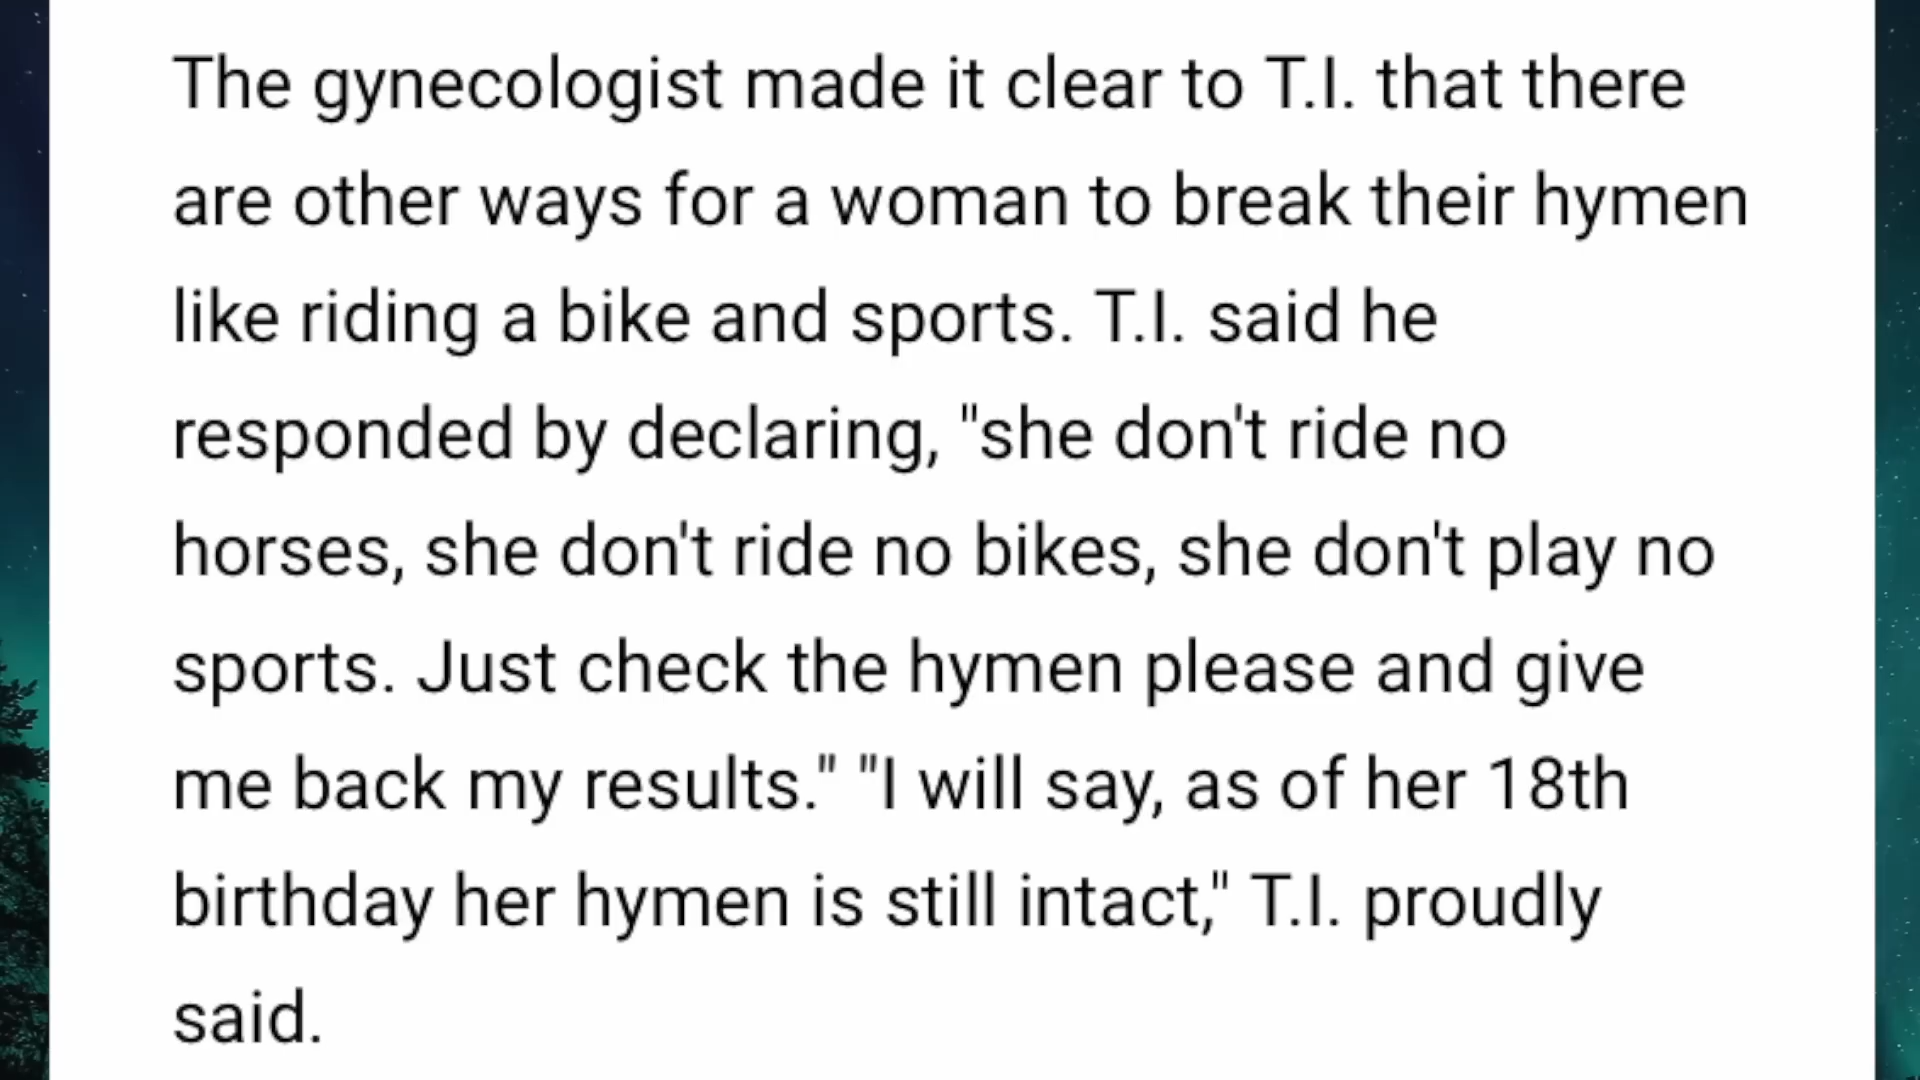 The gynecologist made it clear to T.I. that there
are other ways for a woman to break their hymen
like riding a bike and sports. T.I. said he
responded by declaring, "she don't ride no
horses, she don't ride no bikes, she don't play no
sports. Just check the hymen please and give
me back my results." "I will say, as of her 18th
birthday her hymen is still intact," T.I. proudly
said.